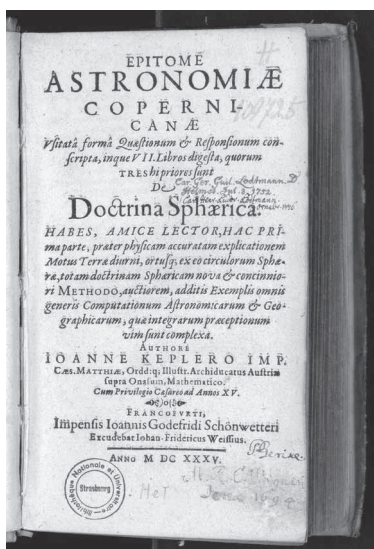 EPITOME
ASTRONOMIÆ
COPERNI-
CANÆ
Vsitatâ formâ Quæstionum & Responsionum con-
scripta, inque VII. Libros digesta, quorum
TRES hi priores sunt
De
Doctrina Sphærica.
HABES, AMICE LECTOR, HAC PRI-
ma parte, præter physicam accuratam explicationem
Motus Terræ diurni, ortusq; ex eo circulorum Sphæ-
ræ, totam doctrinam Sphæricam nova & concinnio-
ri METHODO, auctiorem, additis Exemplis omnis
generis Computationum Astronomicarum & Geo-
graphicarum, quæ integrarum præceptionum
vim sunt complexa.
AUTHORE
IOANNE KEPLERO IMP.
Cæs. MATTHIÆ, Ordd:q; Illustr. Archiducatus Austriæ
supra Onasum, Mathematico.
Cum Privilegio Cæsareo ad Annos XV.
FRANCOFURTI,
Impensis Ioannis Godefridi Schönwetteri
Excudebat Iohan-Fridericus Weissius.
ANNO M DC XXXV.
Bibliothèque Nationale et Universitaire
Strasbourg